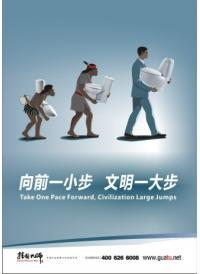 向前一小步 文明一大步
Take One Pace Forward, Civilization Large Jumps
400 626 6008
www.guatu.net